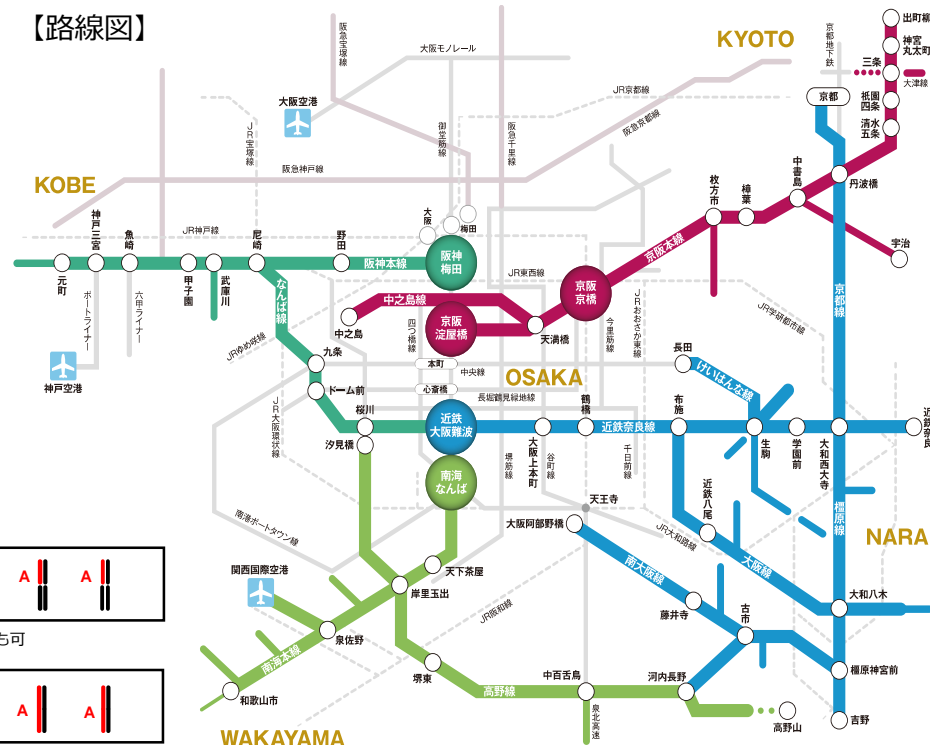 【路線図】
KYOTO
KOBE
OSAKA
NARA
WAKAYAMA
阪急宝塚線
大阪モノレール
京都地下鉄
出町柳
神宮
丸太町
三条
大津線
祇園
四条
清水
五条
京都
大阪空港
JR宝塚線
御堂筋線
阪急千里線
JR京都線
阪急京都線
阪急神戸線
中書島
丹波橋
枚方市
樟葉
宇治
神戸三宮
魚崎
JR神戸線
尼崎
野田
大阪
梅田
阪神
梅田
阪神本線
元町
ポートライナー
六甲ライナー
甲子園
武庫川
なんば線
JR東西線
京阪
京橋
京阪本線
中之島線
中之島
京阪
淀屋橋
天満橋
四つ橋線
今里筋線
JRおおさか東線
JR学研都市線
京都線
JRゆめ咲線
九条
本町
中央線
長田
けいはんな線
神戸空港
ドーム前
心斎橋
長堀鶴見緑地線
JR大阪環状線
桜川
汐見橋
近鉄
大阪難波
鶴橋
近鉄奈良線
布施
大阪上本町
谷町線
堺筋線
千日前線
生駒
学園前
大和西大寺
近鉄奈良
南海
なんば
天王寺
近鉄八尾
橿原線
南港ポートタウン線
大阪阿部野橋
JR大和路線
大阪線
南大阪線
天下茶屋
関西国際空港
岸里玉出
JR阪和線
藤井寺
古市
大和八木
泉佐野
南海本線
和歌山市
堺東
高野線
中百舌鳥
泉北高速
河内長野
高野山
橿原神宮前
吉野
A
A
も可
A
A